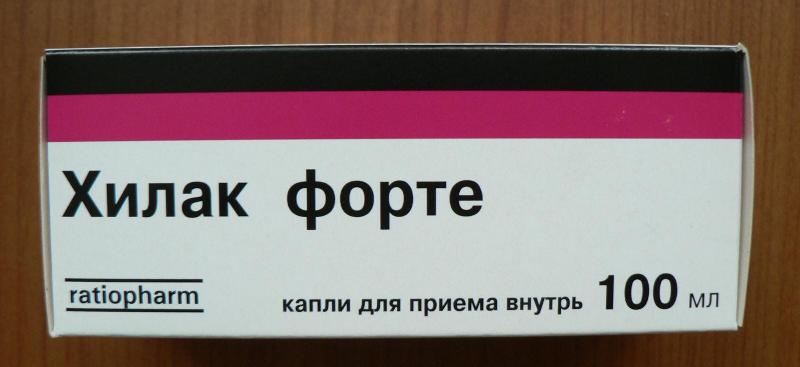 Хилак форте
ratiopharm
капли для приема внутрь 100 мл